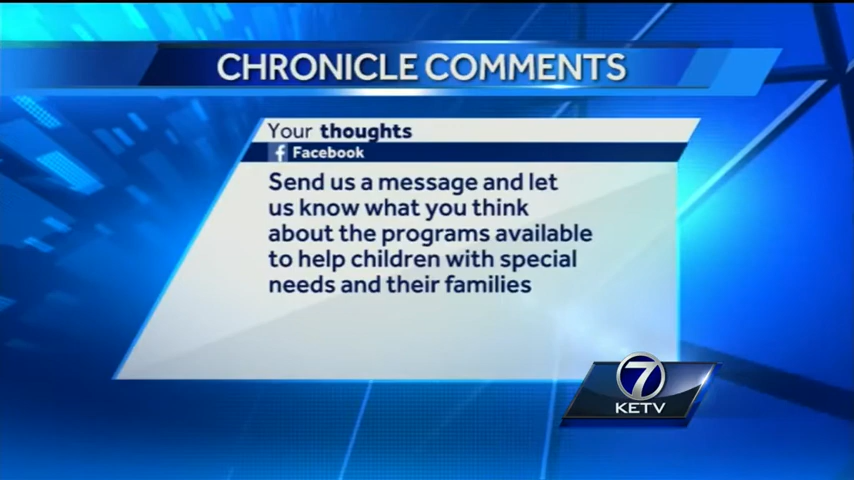 CHRONICLE COMMENTS
Your thoughts
f Facebook
Send us a message and let
us know what you think
about the programs available
to help children with special
needs and their families
7
KETV